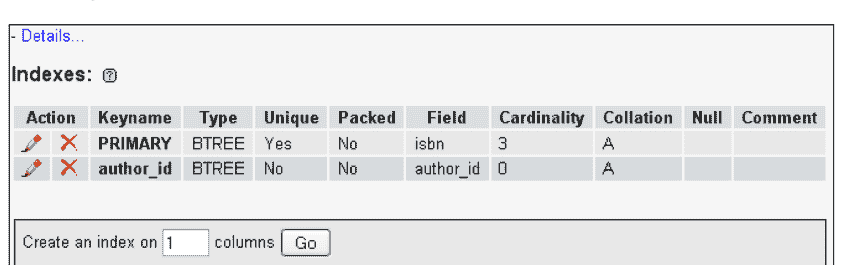 - Details...
Indexes:
Action Keyname Type Unique Packed Field Cardinality Collation Null Comment
PRIMARY BTREE Yes No isbn 3 A
author_id BTREE No No author_id 0 A
Create an index on 1 columns Go